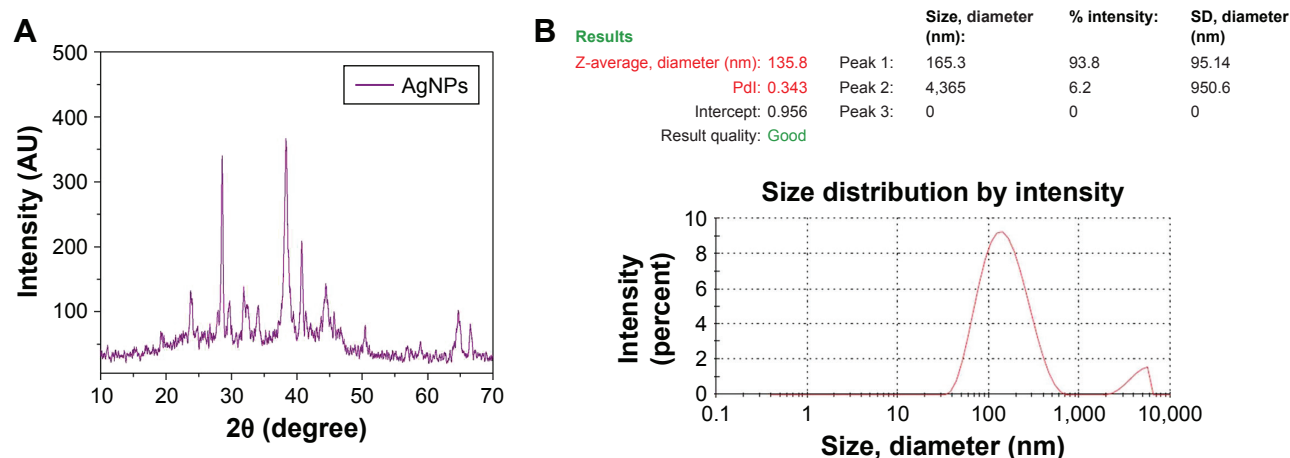 A
500
400
300
200
100
10
20
30
40
50
60
70
Intensity (AU)
2θ (degree)
AgNPs
B
Results
Size, diameter (nm): % intensity: SD, diameter (nm)
Z-average, diameter (nm): 135.8 Peak 1: 165.3 93.8 95.14
PdI: 0.343 Peak 2: 4,365 6.2 950.6
Intercept: 0.956 Peak 3: 0 0 0
Result quality: Good
Size distribution by intensity
Intensity
(percent)
10
8
6
4
2
0
0.1
1
10
100
1,000
10,000
Size, diameter (nm)